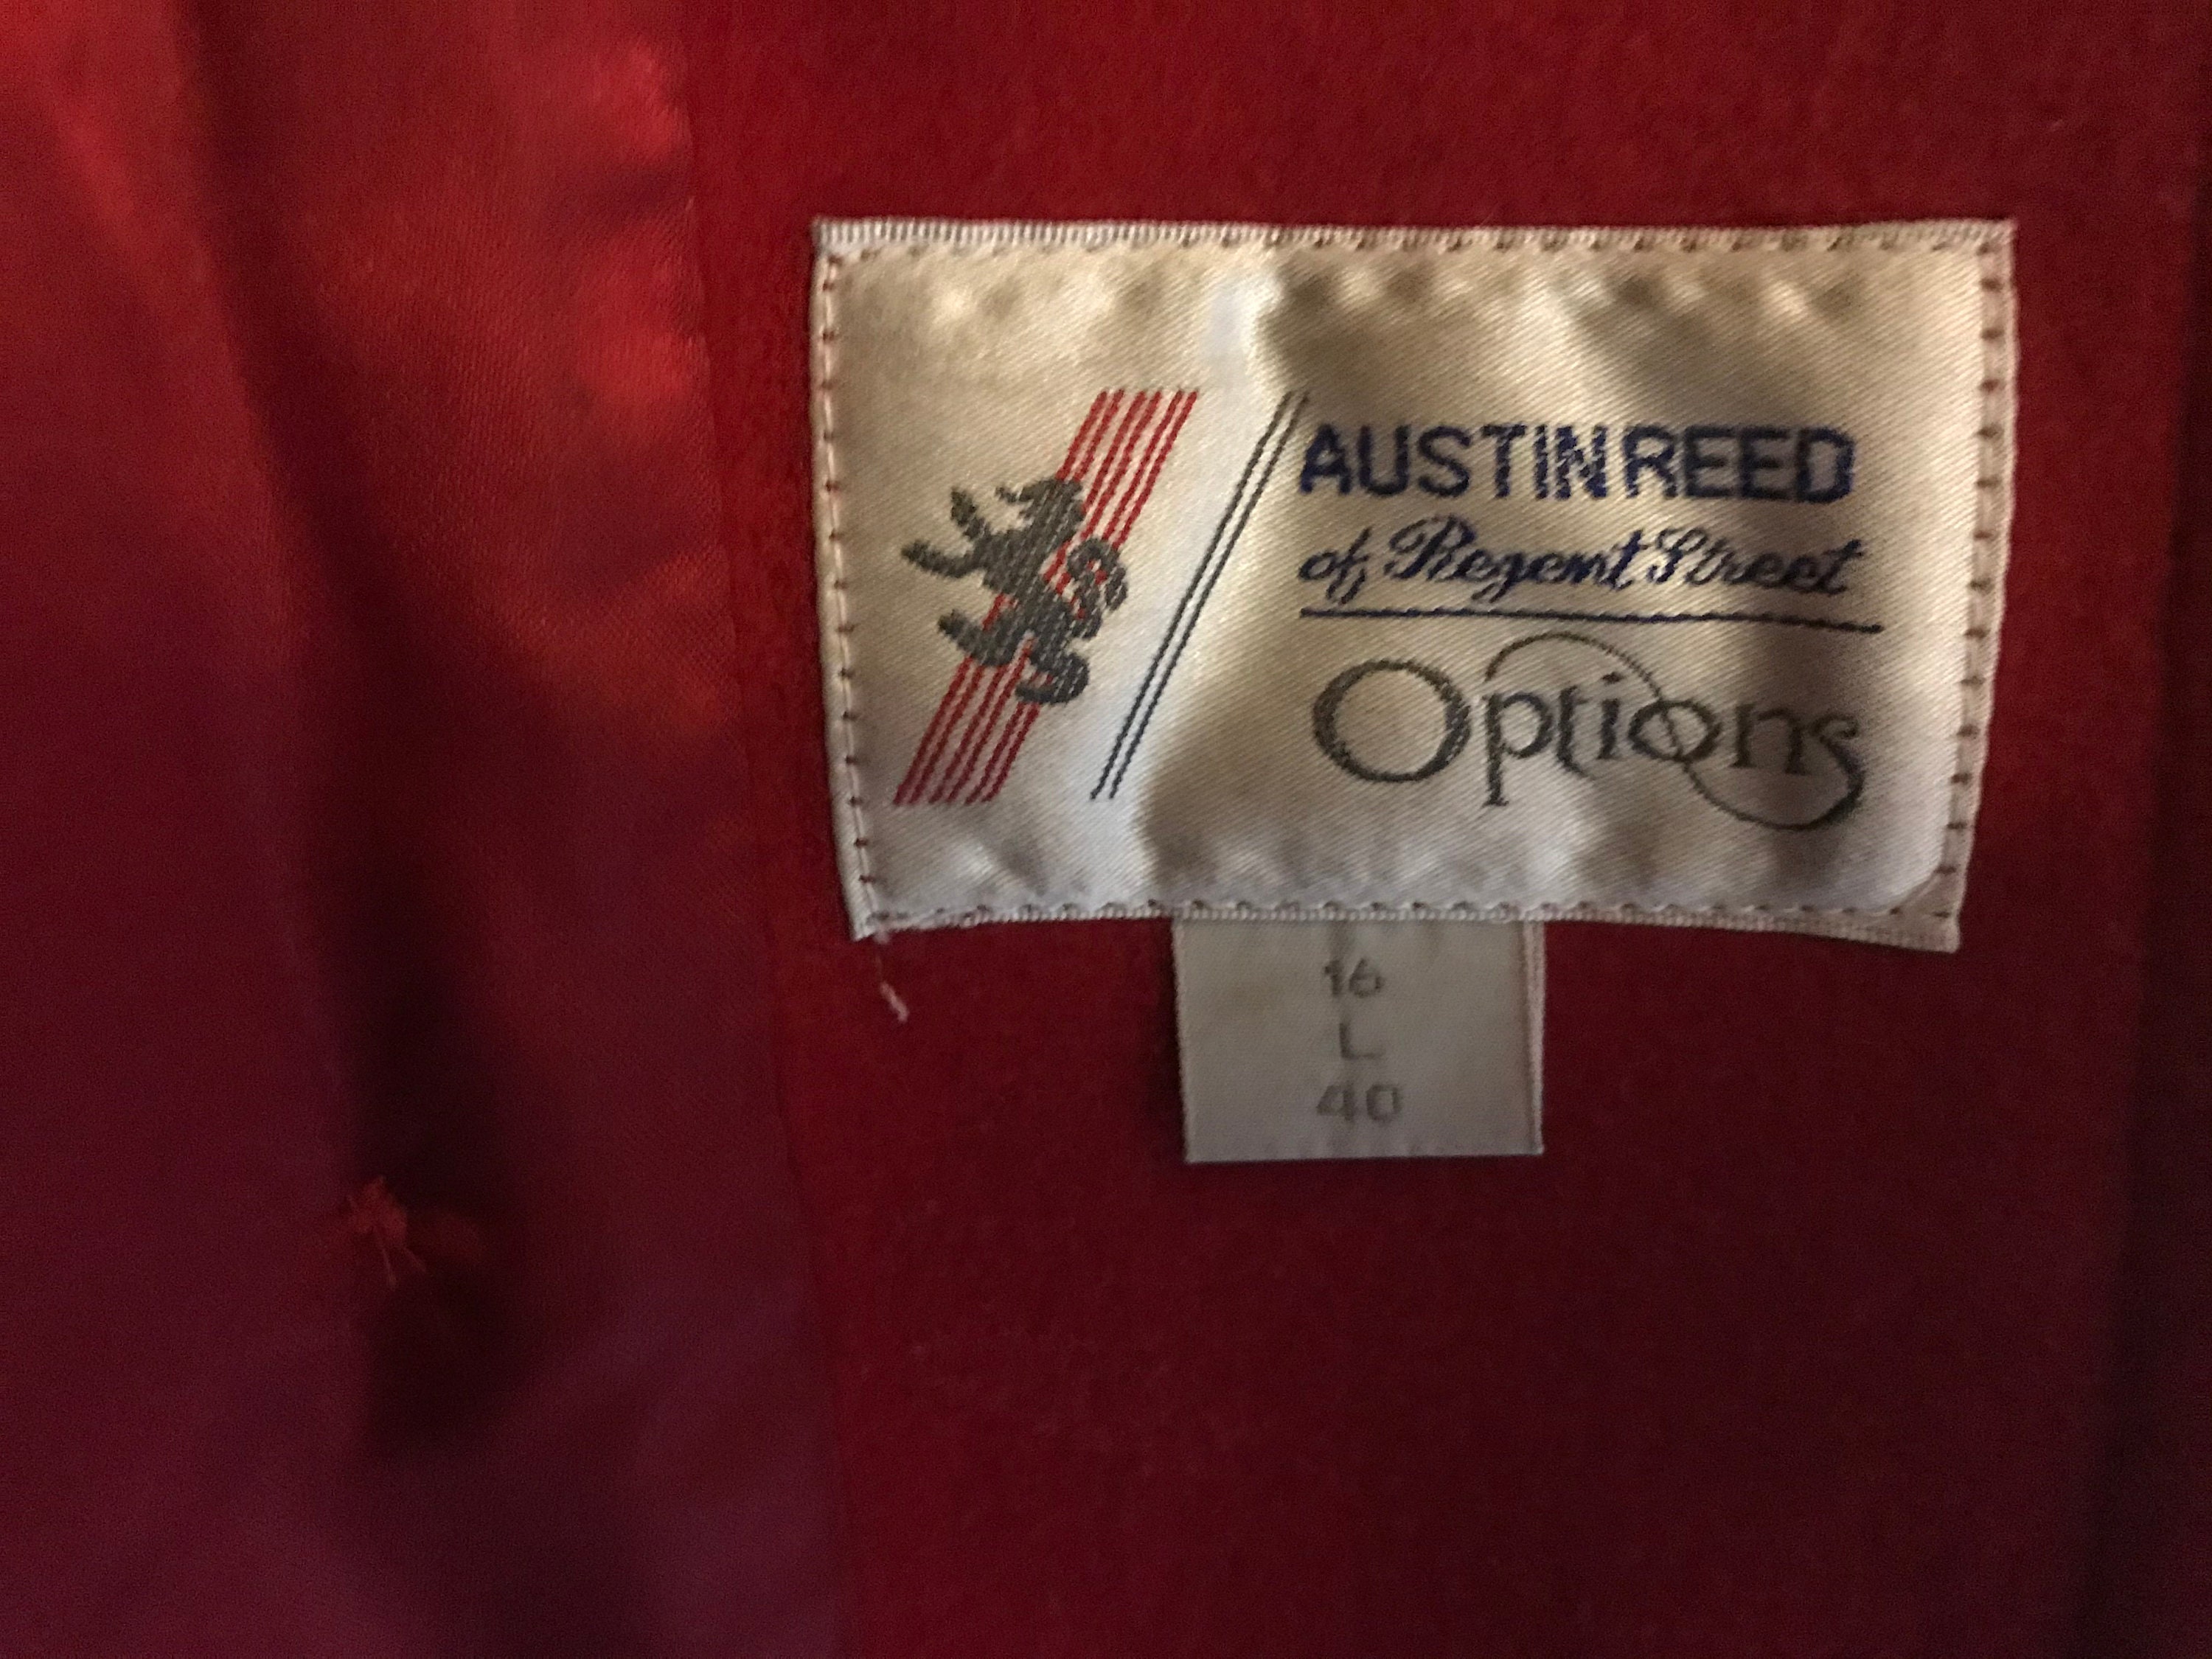 AUSTIN REED
of Regent Street
Options
16
L
40